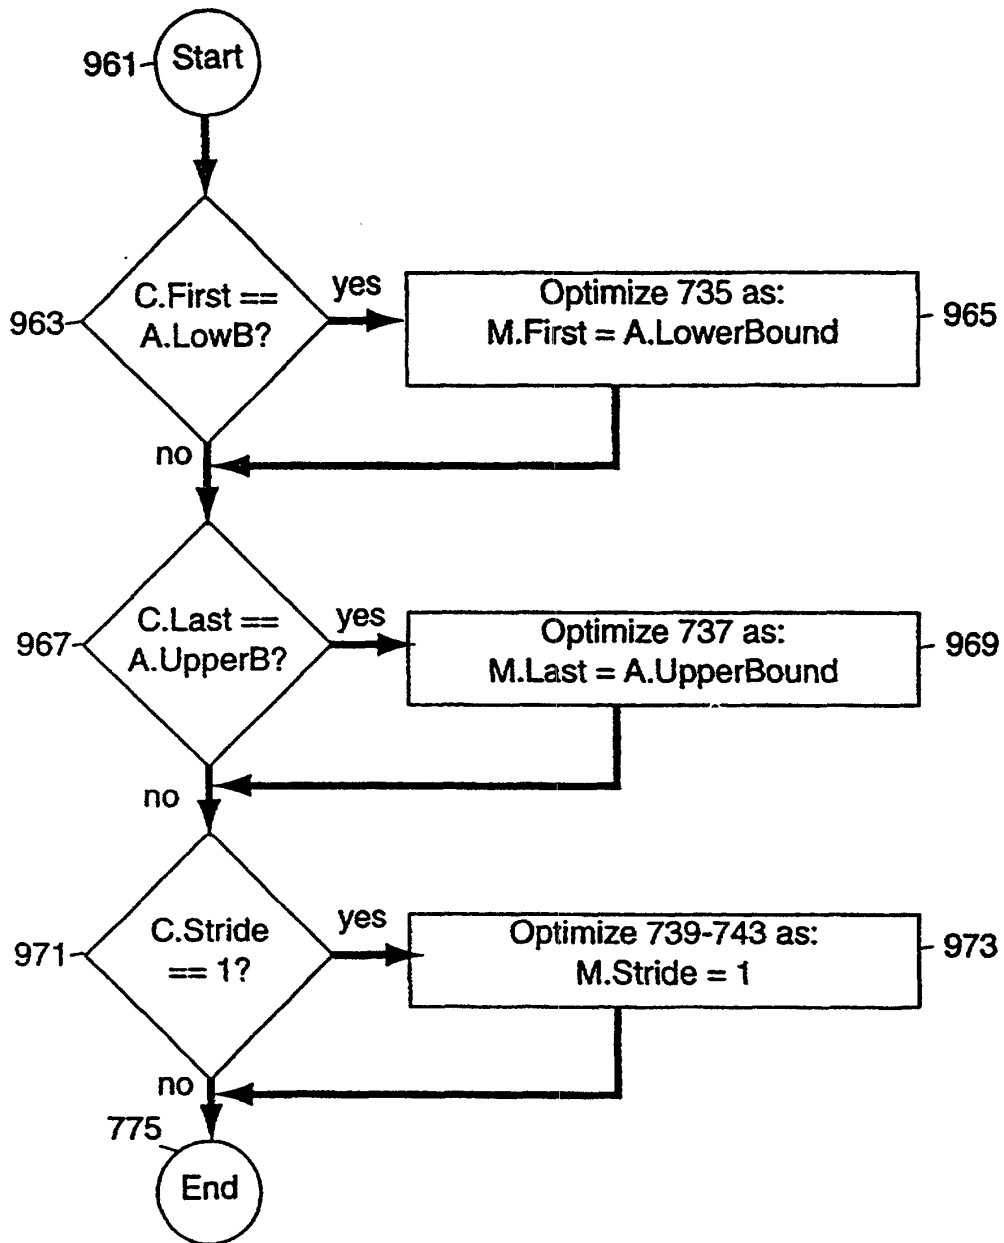 961
Start
963
C.First ==
A.LowB?
yes
Optimize 735 as:
M.First = A.LowerBound
965
no
967
C.Last ==
A.UpperB?
yes
Optimize 737 as:
M.Last = A.UpperBound
969
no
971
C.Stride
== 1?
yes
Optimize 739-743 as:
M.Stride = 1
973
no
775
End